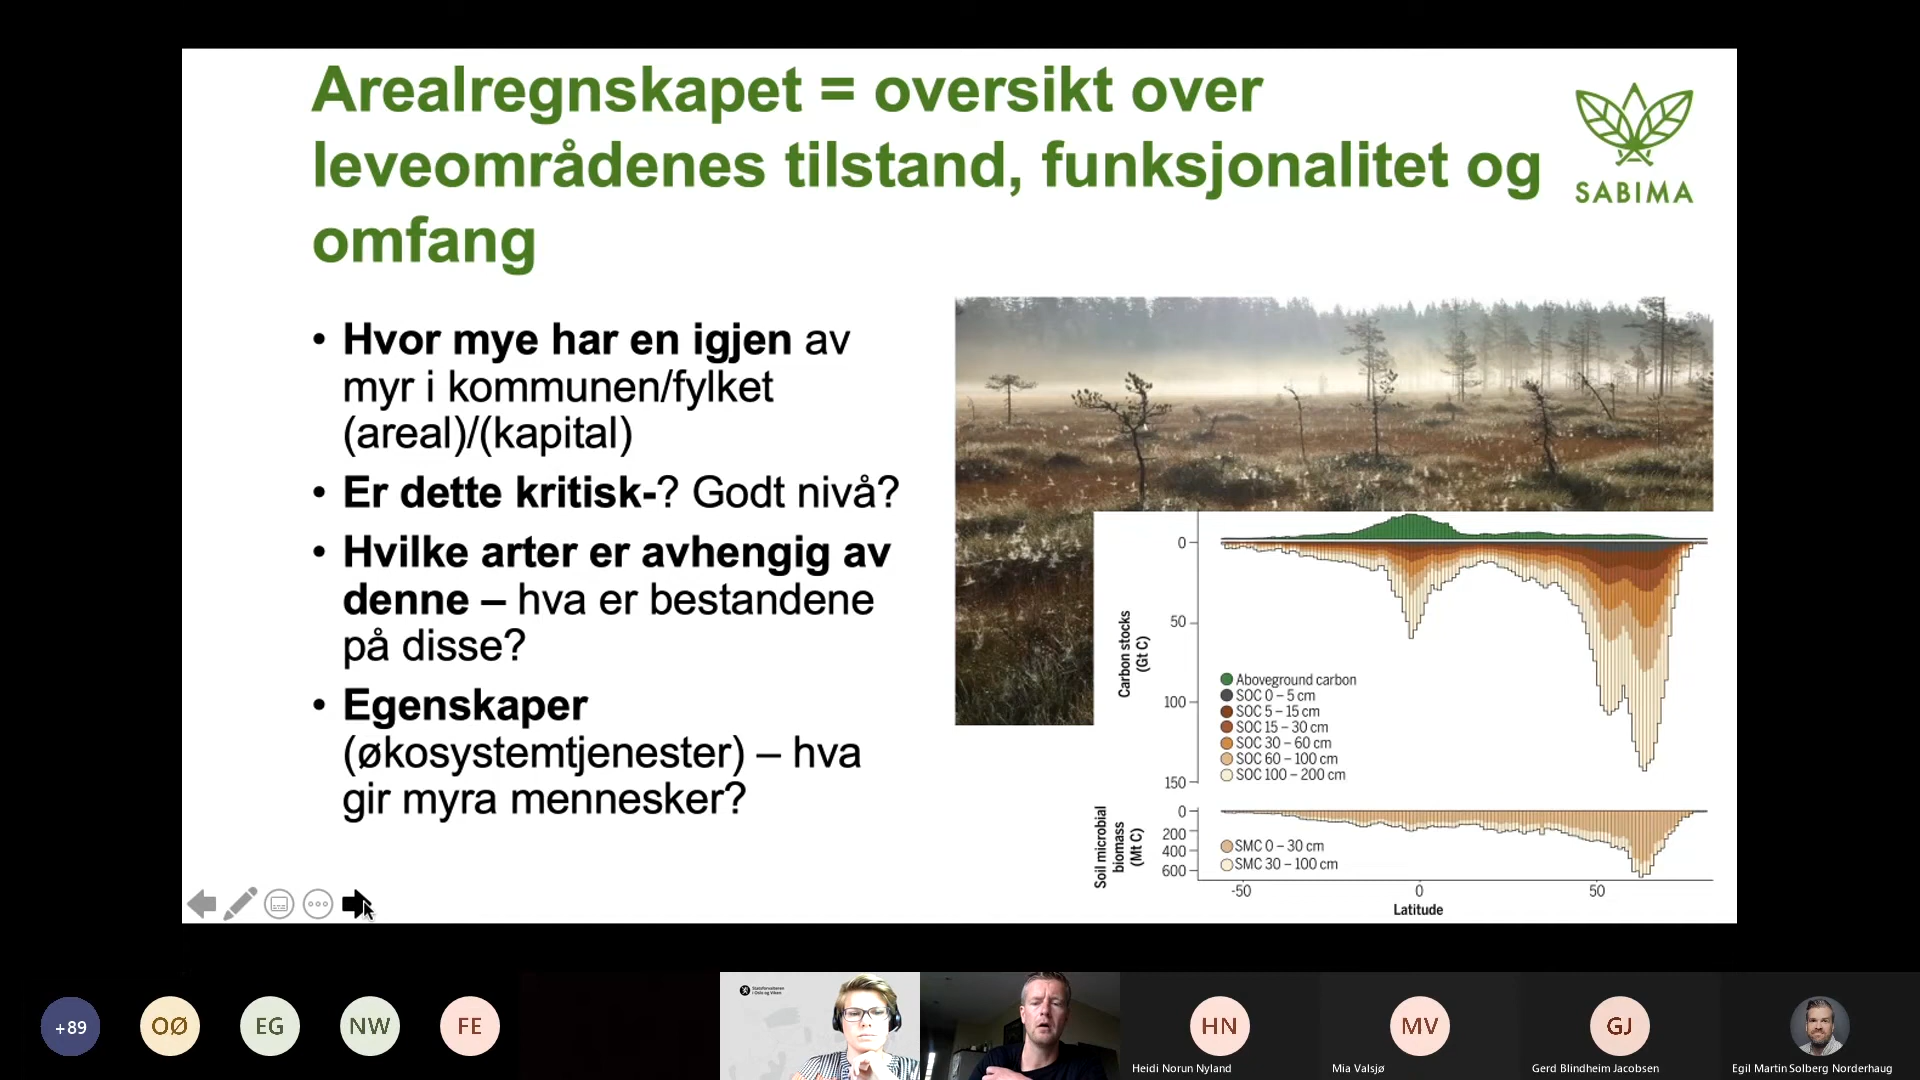 Arealregnskapet = oversikt over
leveområdenes tilstand, funksjonalitet og
omfang
SABIMA
• Hvor mye har en igjen av
myr i kommunen/fylket
(areal)/(kapital)
• Er dette kritisk-? Godt nivå?
• Hvilke arter er avhengig av
denne – hva er bestandene
på disse?
• Egenskaper
(økosystemtjenester) – hva
gir myra mennesker?
Carbon stocks
(Gt C)
0
50
100
150
Aboveground carbon
SOC 0 – 5 cm
SOC 5 – 15 cm
SOC 15 – 30 cm
SOC 30 – 60 cm
SOC 60 – 100 cm
SOC 100 – 200 cm
Soil microbial
biomass
(Mt C)
0
200
400
600
SMC 0 – 30 cm
SMC 30 – 100 cm
-50
0
50
Latitude
+89
OØ
EG
NW
FE
Statsforvalteren
i Oslo og Viken
HN
Heidi Norun Nyland
MV
Mia Valsjø
GJ
Gerd Blindheim Jacobsen
Egil Martin Solberg Norderhaug